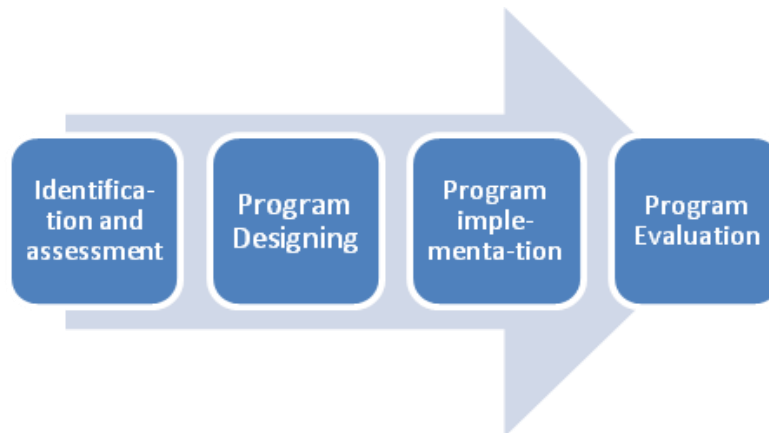 Identifica-
tion and
assessment
Program
Designing
Program
imple-
menta-tion
Program
Evaluation